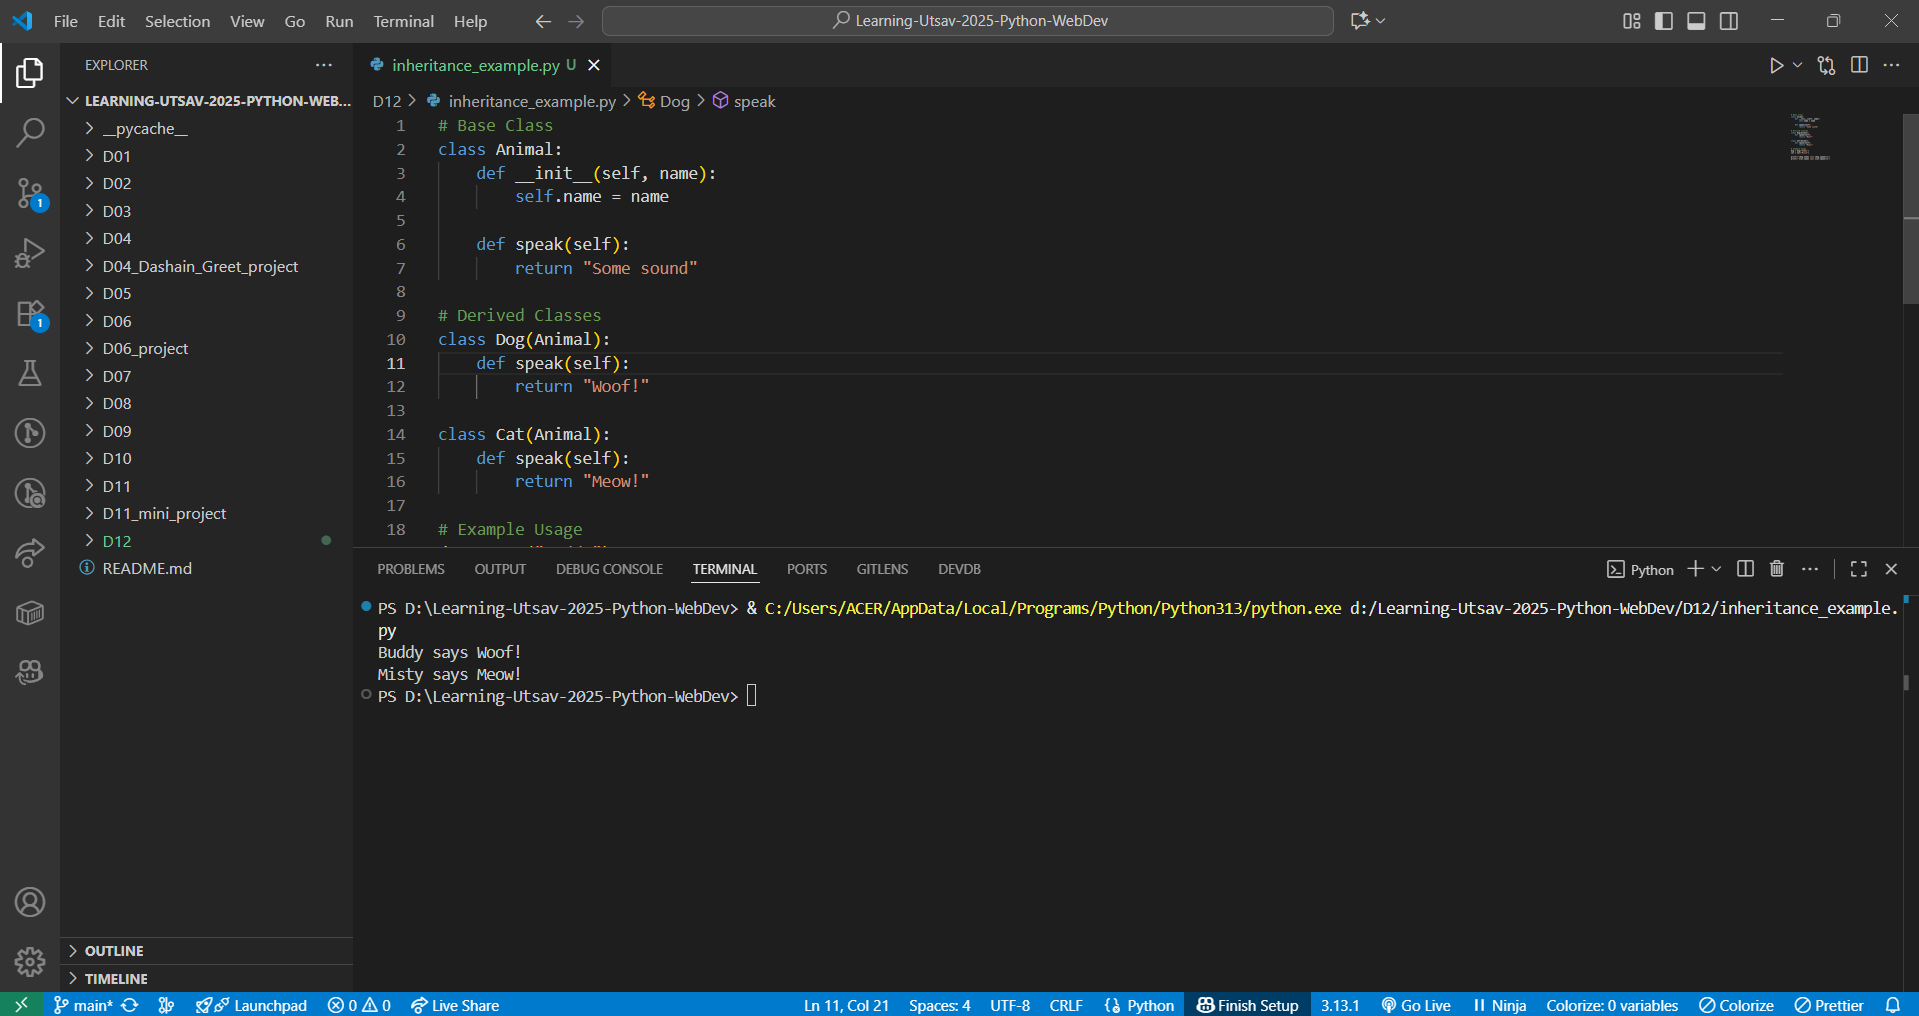 File Edit Selection View Go Run Terminal Help
Learning-Utsav-2025-Python-WebDev
EXPLORER
LEARNING-UTSAV-2025-PYTHON-WEB...
__pycache__
D01
D02
D03
D04
D04_Dashain_Greet_project
D05
D06
D06_project
D07
D08
D09
D10
D11
D11_mini_project
D12
README.md
OUTLINE
TIMELINE
1
1
inheritance_example.py U
D12 > inheritance_example.py > Dog > speak
1 # Base Class
2 class Animal:
3 def __init__(self, name):
4 self.name = name
5
6 def speak(self):
7 return "Some sound"
8
9 # Derived Classes
10 class Dog(Animal):
11 def speak(self):
12 return "Woof!"
13
14 class Cat(Animal):
15 def speak(self):
16 return "Meow!"
17
18 # Example Usage
PROBLEMS OUTPUT DEBUG CONSOLE TERMINAL PORTS GITLENS DEVDB
Python
PS D:\Learning-Utsav-2025-Python-WebDev> & C:/Users/ACER/AppData/Local/Programs/Python/Python313/python.exe d:/Learning-Utsav-2025-Python-WebDev/D12/inheritance_example.
py
Buddy says Woof!
Misty says Meow!
PS D:\Learning-Utsav-2025-Python-WebDev>
main* Launchpad 0 0 Live Share Ln 11, Col 21 Spaces: 4 UTF-8 CRLF {} Python Finish Setup 3.13.1 Go Live Ninja Colorize: 0 variables Colorize Prettier